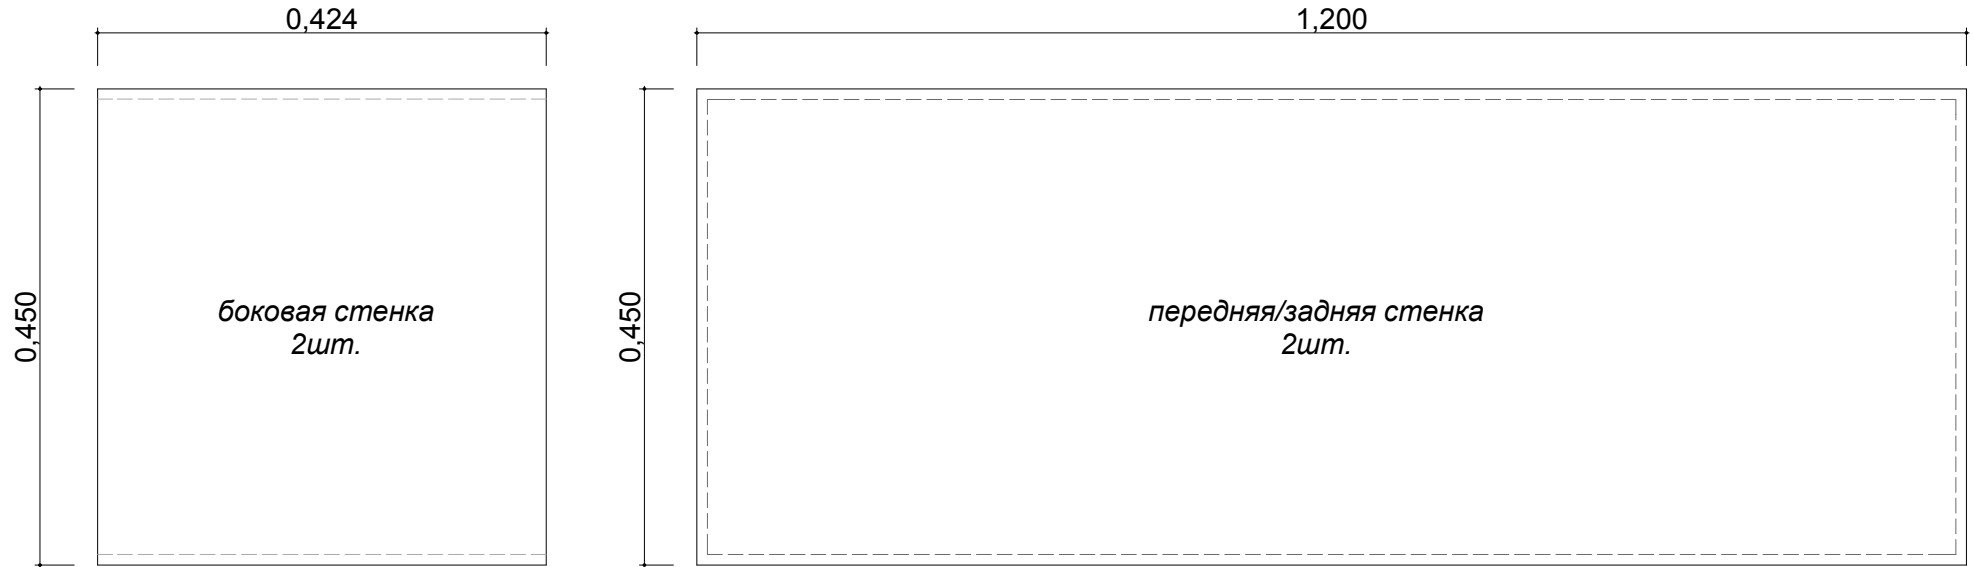 0,424
1,200
0,450
боковая стенка
2шт.
0,450
передняя/задняя стенка
2шт.